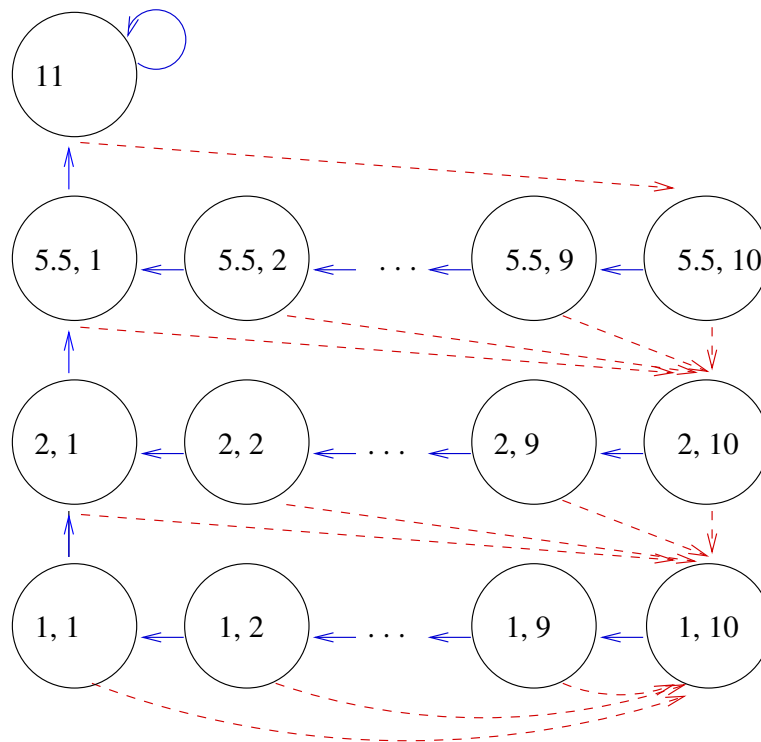 11
5.5, 1 5.5, 2 . . . 5.5, 9 5.5, 10
2, 1 2, 2 . . . 2, 9 2, 10
1, 1 1, 2 . . . 1, 9 1, 10